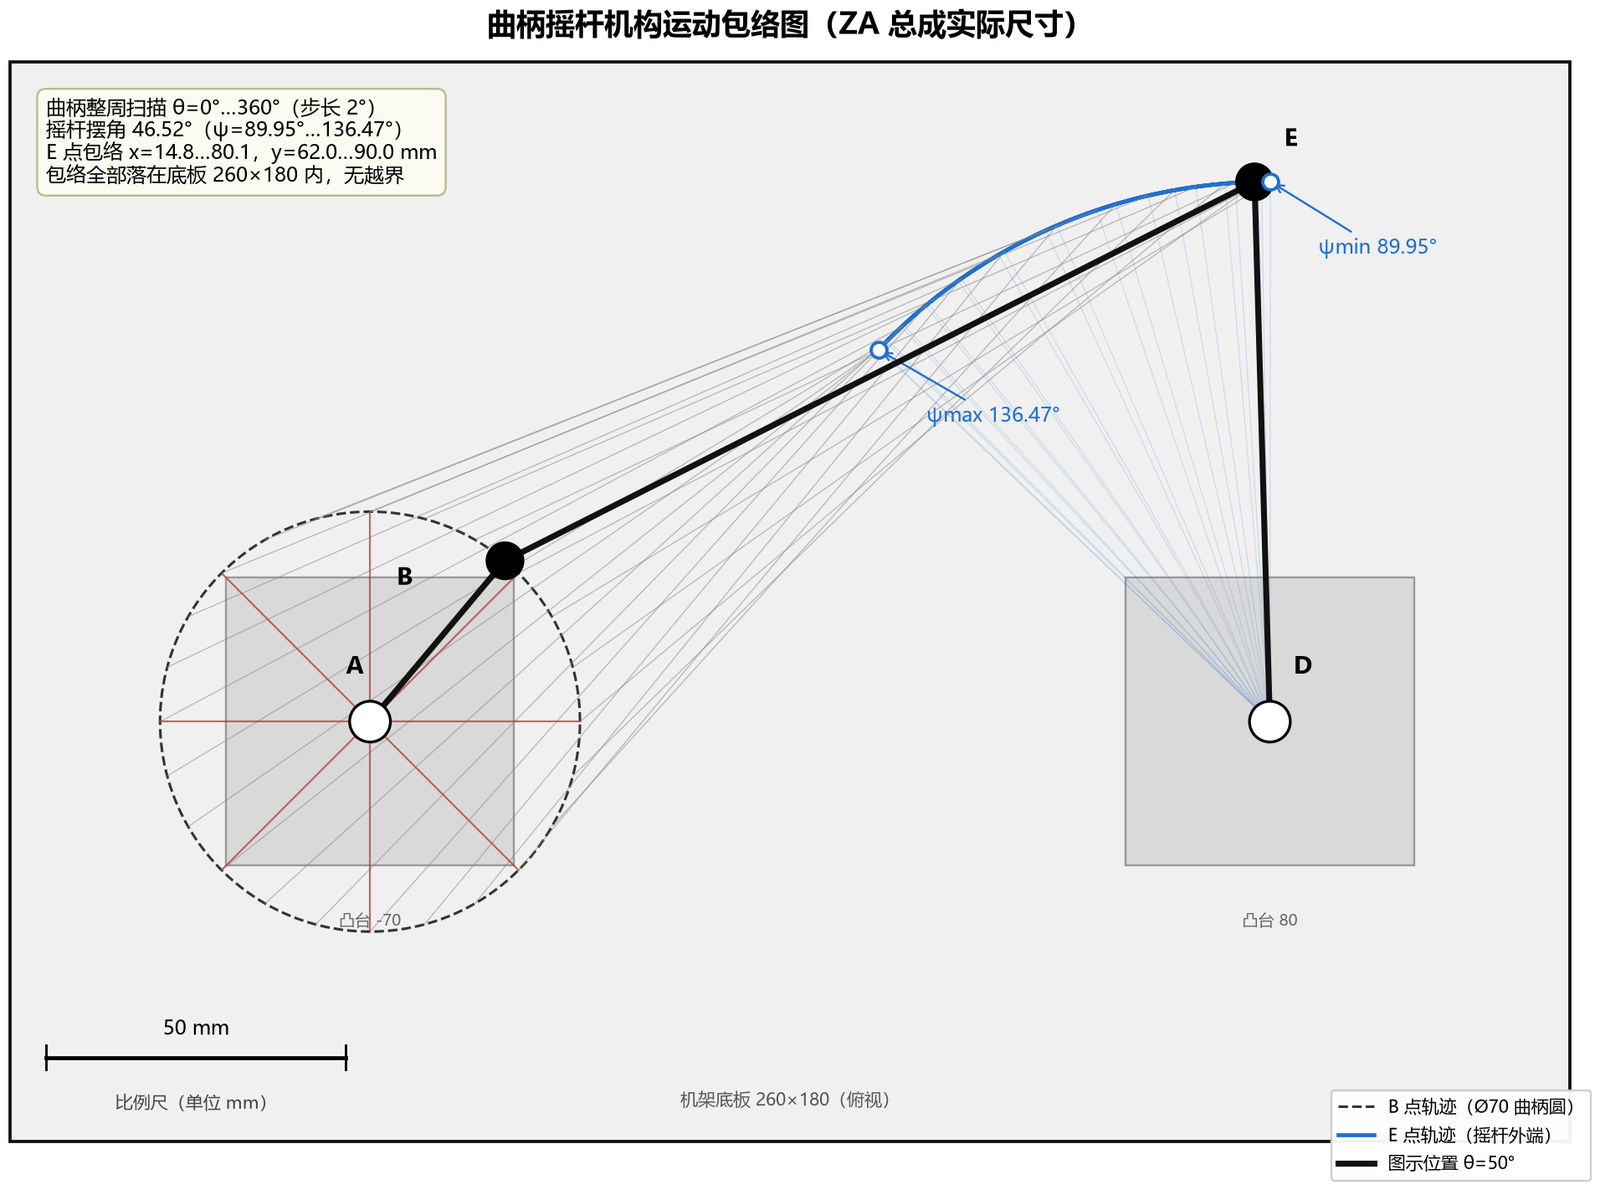 曲柄摇杆机构运动包络图（ZA 总成实际尺寸）
曲柄整周扫描 θ=0°…360°（步长 2°）
摇杆摆角 46.52°（ψ=89.95°…136.47°）
E 点包络 x=14.8…80.1，y=62.0…90.0 mm
包络全部落在底板 260×180 内，无越界
E
ψmin 89.95°
ψmax 136.47°
B
A
D
凸台 -70
凸台 80
50 mm
比例尺（单位 mm）
机架底板 260×180（俯视）
B 点轨迹（Ø70 曲柄圆）
E 点轨迹（摇杆外端）
图示位置 θ=50°